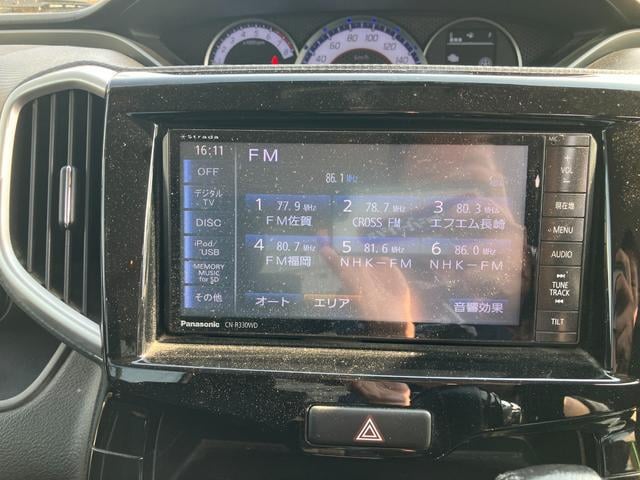 Strada
16:11
FM
86.1 MHz
OFF
デジタル
TV
DISC
iPod/
USB
MEMORY
MUSIC
for SD
その他
1 77.9 MHz
FM佐賀
2 78.7 MHz
CROSS FM
3 80.3 MHz
エフエム長崎
4 80.7 MHz
FM福岡
5 81.6 MHz
NHK-FM
6 86.0 MHz
NHK-FM
オート
エリア
音響効果
Panasonic CN-R330WD
MIC
+
VOL
−
現在地
MENU
AUDIO
TUNE
TRACK
TILT